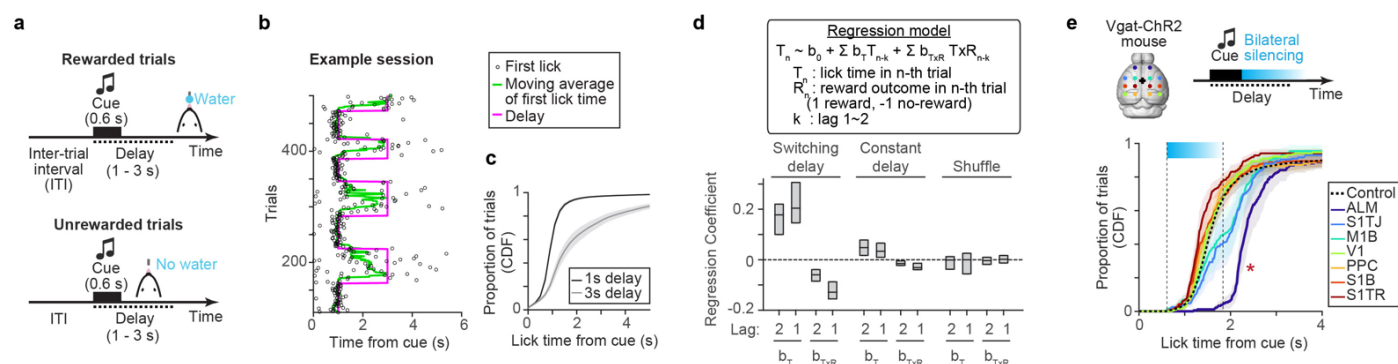 a
Rewarded trials
Cue
(0.6 s)
Water
Inter-trial
interval
(ITI)
Delay
(1 - 3 s)
Time
Unrewarded trials
Cue
(0.6 s)
No water
ITI
Delay
(1 - 3 s)
Time
b
Example session
First lick
Moving average
of first lick time
Delay
Trials
400
200
0 2 4 6
Time from cue (s)
c
Proportion of trials
(CDF)
1
0
1s delay
3s delay
0 5
Lick time from cue (s)
d
Regression model
Tn ~ b0 + Σ bT Tn-k + Σ bTxR TxRn-k
Tn : lick time in n-th trial
Rn : reward outcome in n-th trial
(1 reward, -1 no-reward)
k : lag 1~2
Switching
delay
Constant
delay
Shuffle
Regression Coefficient
0.2
0
-0.2
Lag: 2 1 2 1 2 1 2 1 2 1 2 1
bT bTxR bT bTxR bT bTxR
e
Vgat-ChR2
mouse
Cue
Bilateral
silencing
Delay
Time
Proportion of trials
(CDF)
1
0
*
0 2 4
Lick time from cue (s)
Control
ALM
S1TJ
M1B
V1
PPC
S1B
S1TR